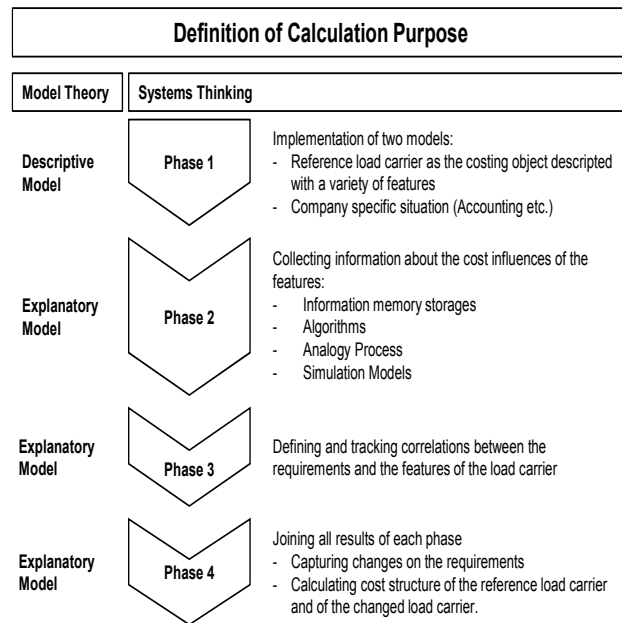 Definition of Calculation Purpose
Model Theory
Systems Thinking
Descriptive
Model
Phase 1
Implementation of two models:
- Reference load carrier as the costing object descripted
with a variety of features
- Company specific situation (Accounting etc.)
Explanatory
Model
Phase 2
Collecting information about the cost influences of the
features:
- Information memory storages
- Algorithms
- Analogy Process
- Simulation Models
Explanatory
Model
Phase 3
Defining and tracking correlations between the
requirements and the features of the load carrier
Explanatory
Model
Phase 4
Joining all results of each phase
- Capturing changes on the requirements
- Calculating cost structure of the reference load carrier
and of the changed load carrier.